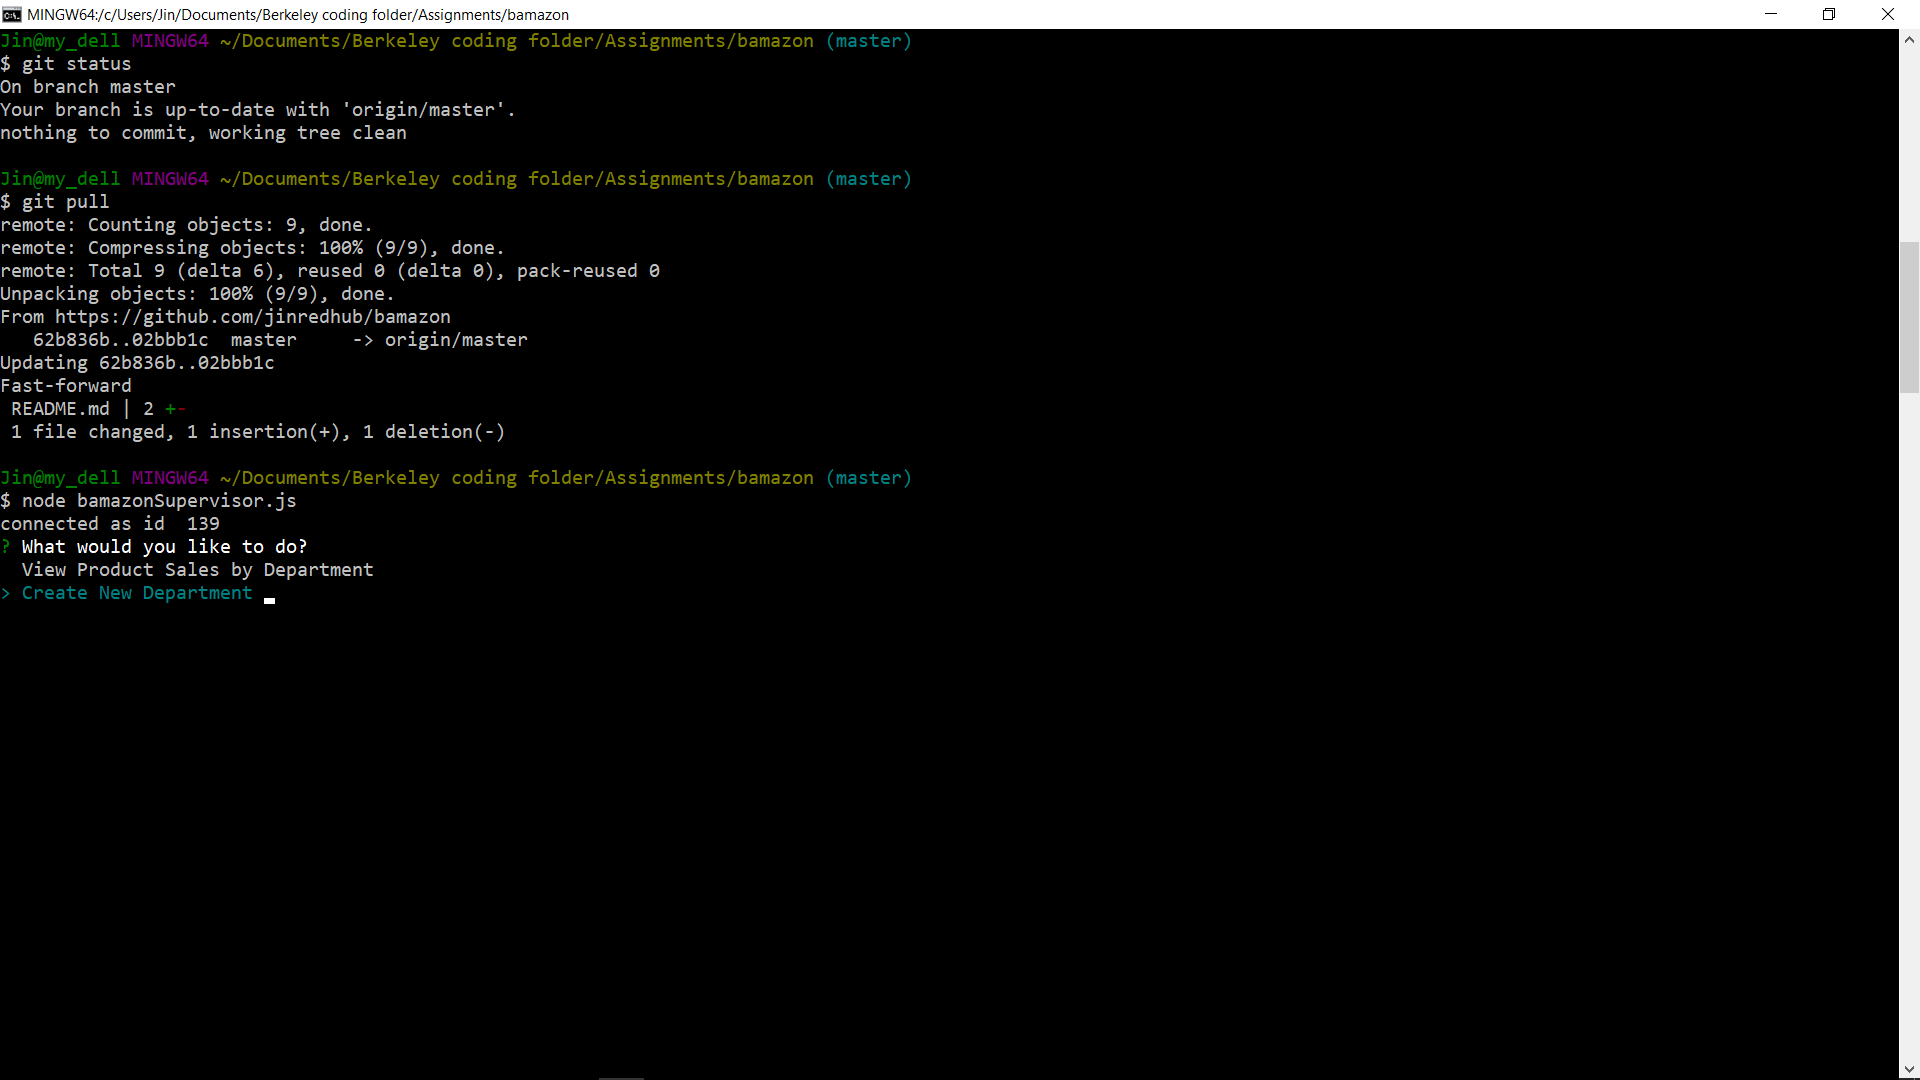 MINGW64:/c/Users/Jin/Documents/Berkeley coding folder/Assignments/bamazon
Jin@my_dell MINGW64 ~/Documents/Berkeley coding folder/Assignments/bamazon (master)
$ git status
On branch master
Your branch is up-to-date with 'origin/master'.
nothing to commit, working tree clean
Jin@my_dell MINGW64 ~/Documents/Berkeley coding folder/Assignments/bamazon (master)
$ git pull
remote: Counting objects: 9, done.
remote: Compressing objects: 100% (9/9), done.
remote: Total 9 (delta 6), reused 0 (delta 0), pack-reused 0
Unpacking objects: 100% (9/9), done.
From https://github.com/jinredhub/bamazon
   62b836b..02bbb1c  master     -> origin/master
Updating 62b836b..02bbb1c
Fast-forward
 README.md | 2 +-
 1 file changed, 1 insertion(+), 1 deletion(-)
Jin@my_dell MINGW64 ~/Documents/Berkeley coding folder/Assignments/bamazon (master)
$ node bamazonSupervisor.js
connected as id  139
? What would you like to do?
  View Product Sales by Department
> Create New Department